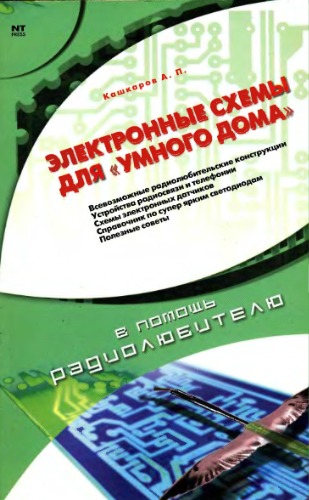 NT
PRESS
Кашкаров А. П.
ЭЛЕКТРОННЫЕ СХЕМЫ
ДЛЯ «УМНОГО ДОМА»
Всевозможные радиолюбительские конструкции
Устройства радиосвязи и телефонии
Схемы электронных датчиков
Справочник по супер ярким светодиодам
Полезные советы
В ПОМОЩЬ
РАДИОЛЮБИТЕЛЮ